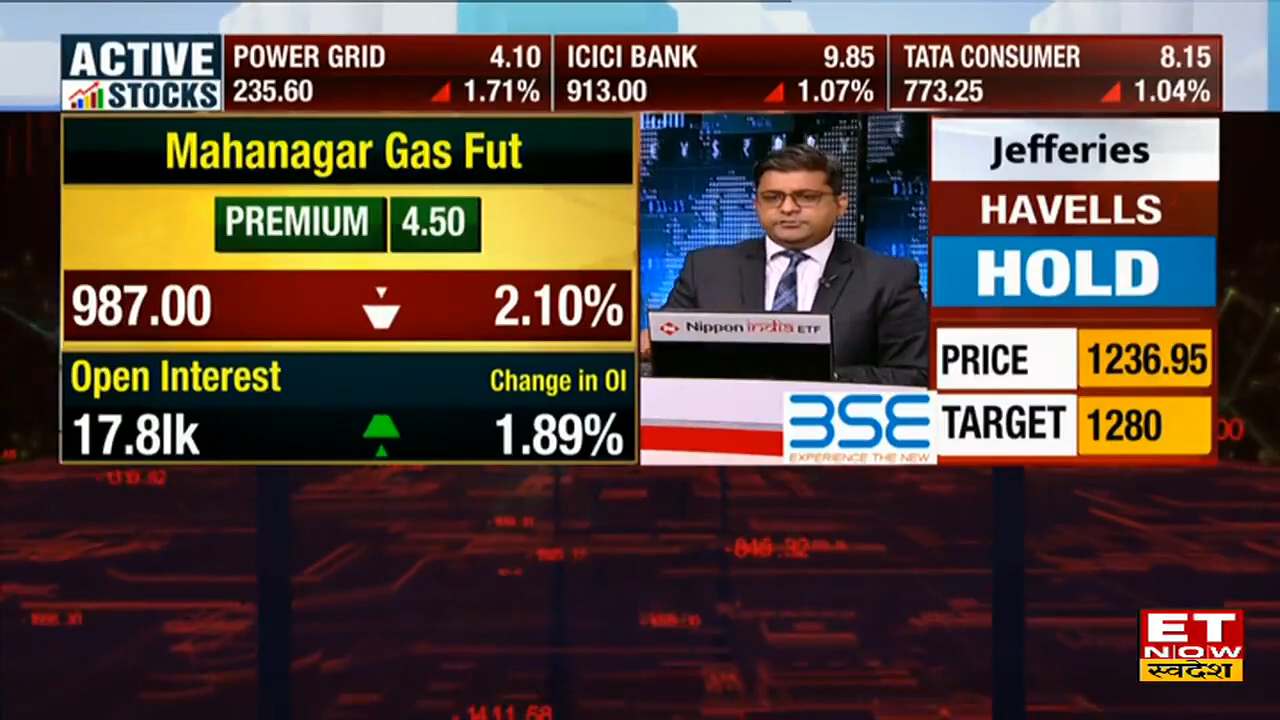 ACTIVE
STOCKS
POWER GRID 4.10
235.60 1.71%
ICICI BANK 9.85
913.00 1.07%
TATA CONSUMER 8.15
773.25 1.04%
Mahanagar Gas Fut
PREMIUM 4.50
987.00 2.10%
Open Interest Change in OI
17.8lk 1.89%
Nippon india ETF
BSE
EXPERIENCE THE NEW
Jefferies
HAVELLS
HOLD
PRICE 1236.95
TARGET 1280
ET
NOW
स्वदेश